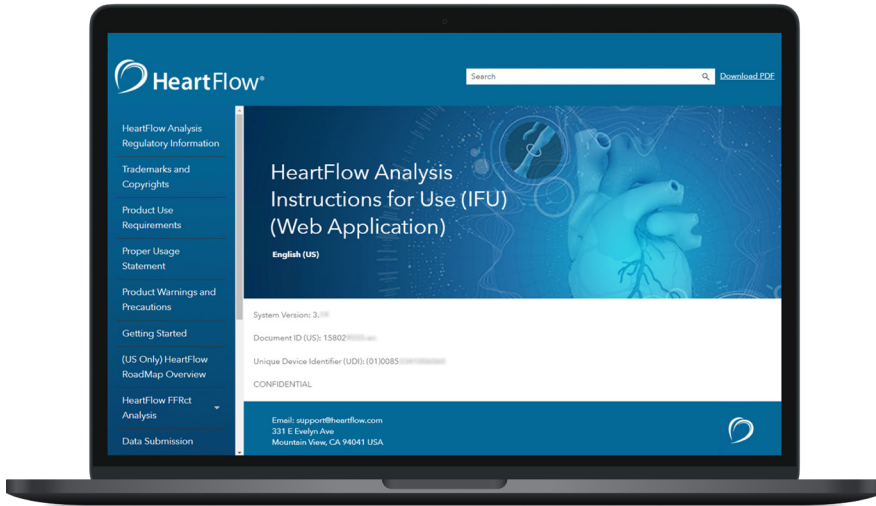 HeartFlow®
Search
Download PDF
HeartFlow Analysis
Regulatory Information
Trademarks and
Copyrights
Product Use
Requirements
Proper Usage
Statement
Product Warnings and
Precautions
Getting Started
(US Only) HeartFlow
RoadMap Overview
HeartFlow FFRct
Analysis
Data Submission
HeartFlow Analysis
Instructions for Use (IFU)
(Web Application)
English (US)
System Version: 3.
Document ID (US): 15802
Unique Device Identifier (UDI): (01)0085
CONFIDENTIAL
Email: support@heartflow.com
331 E Evelyn Ave
Mountain View, CA 94041 USA